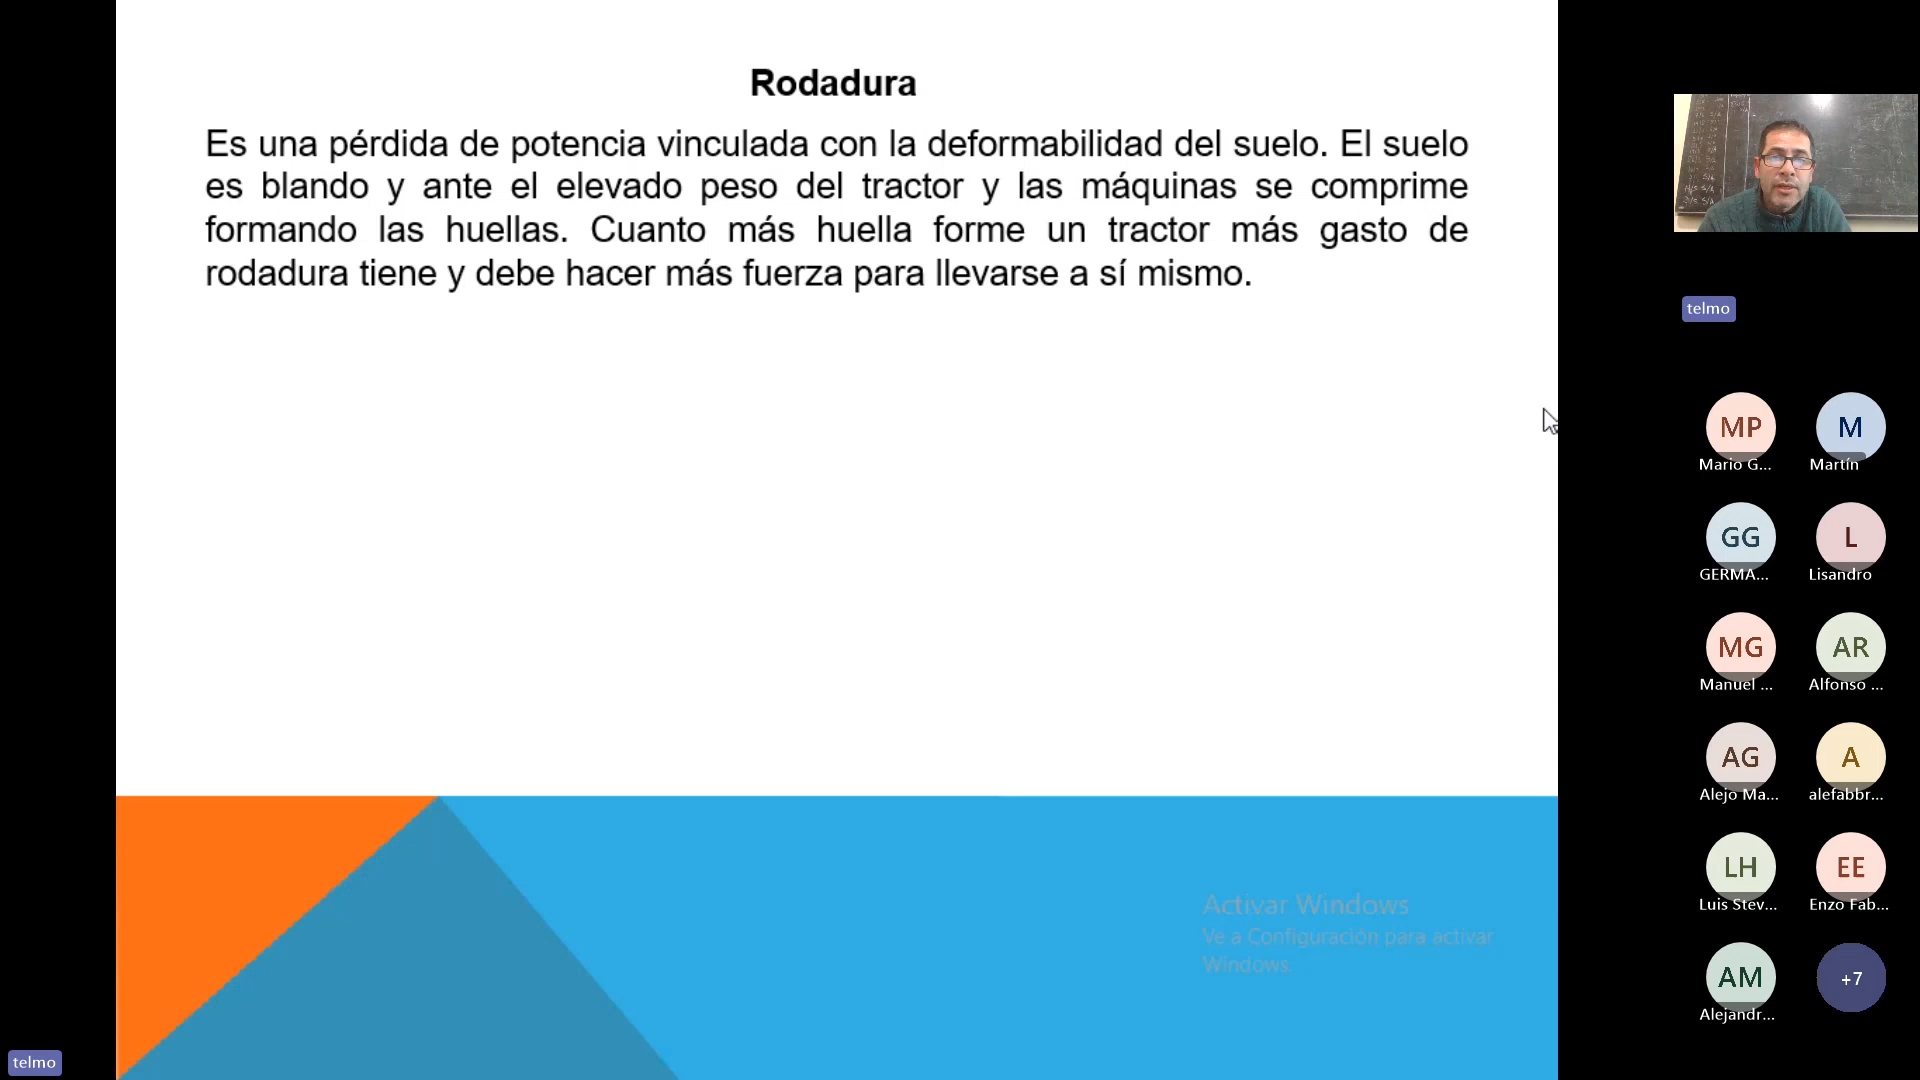 Rodadura
Es una pérdida de potencia vinculada con la deformabilidad del suelo. El suelo
es blando y ante el elevado peso del tractor y las máquinas se comprime
formando las huellas. Cuanto más huella forme un tractor más gasto de
rodadura tiene y debe hacer más fuerza para llevarse a sí mismo.
Activar Windows
Ve a Configuración para activar
Windows.
telmo
telmo
MP
Mario G...
M
Martín
GG
GERMA...
L
Lisandro
MG
Manuel ...
AR
Alfonso ...
AG
Alejo Ma...
A
alefabbr...
LH
Luis Stev...
EE
Enzo Fab...
AM
Alejandr...
+7